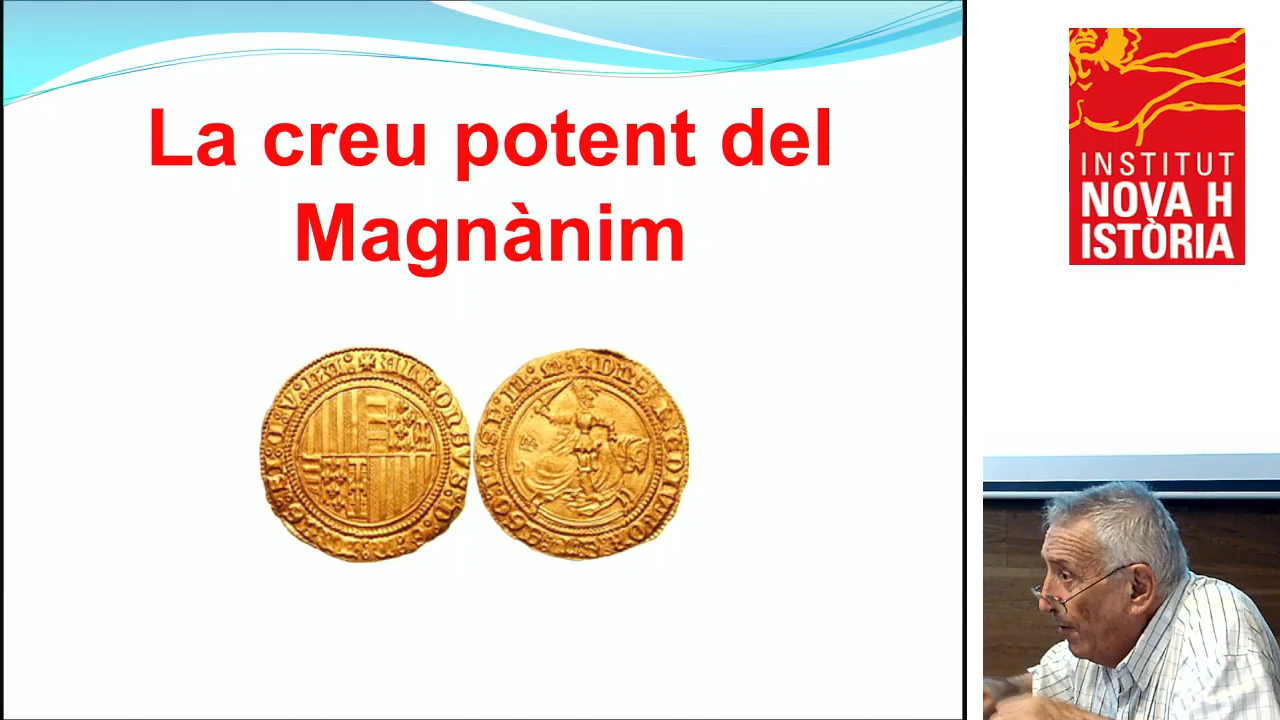 La creu potent del
Magnànim
INSTITUT
NOVA H
ISTÒRIA